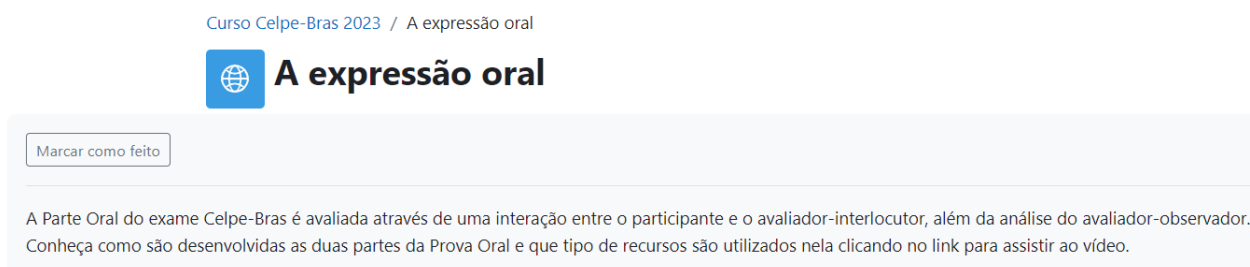 Curso Celpe-Bras 2023 / A expressão oral
A expressão oral
Marcar como feito
A Parte Oral do exame Celpe-Bras é avaliada através de uma interação entre o participante e o avaliador-interlocutor, além da análise do avaliador-observador.
Conheça como são desenvolvidas as duas partes da Prova Oral e que tipo de recursos são utilizados nela clicando no link para assistir ao vídeo.